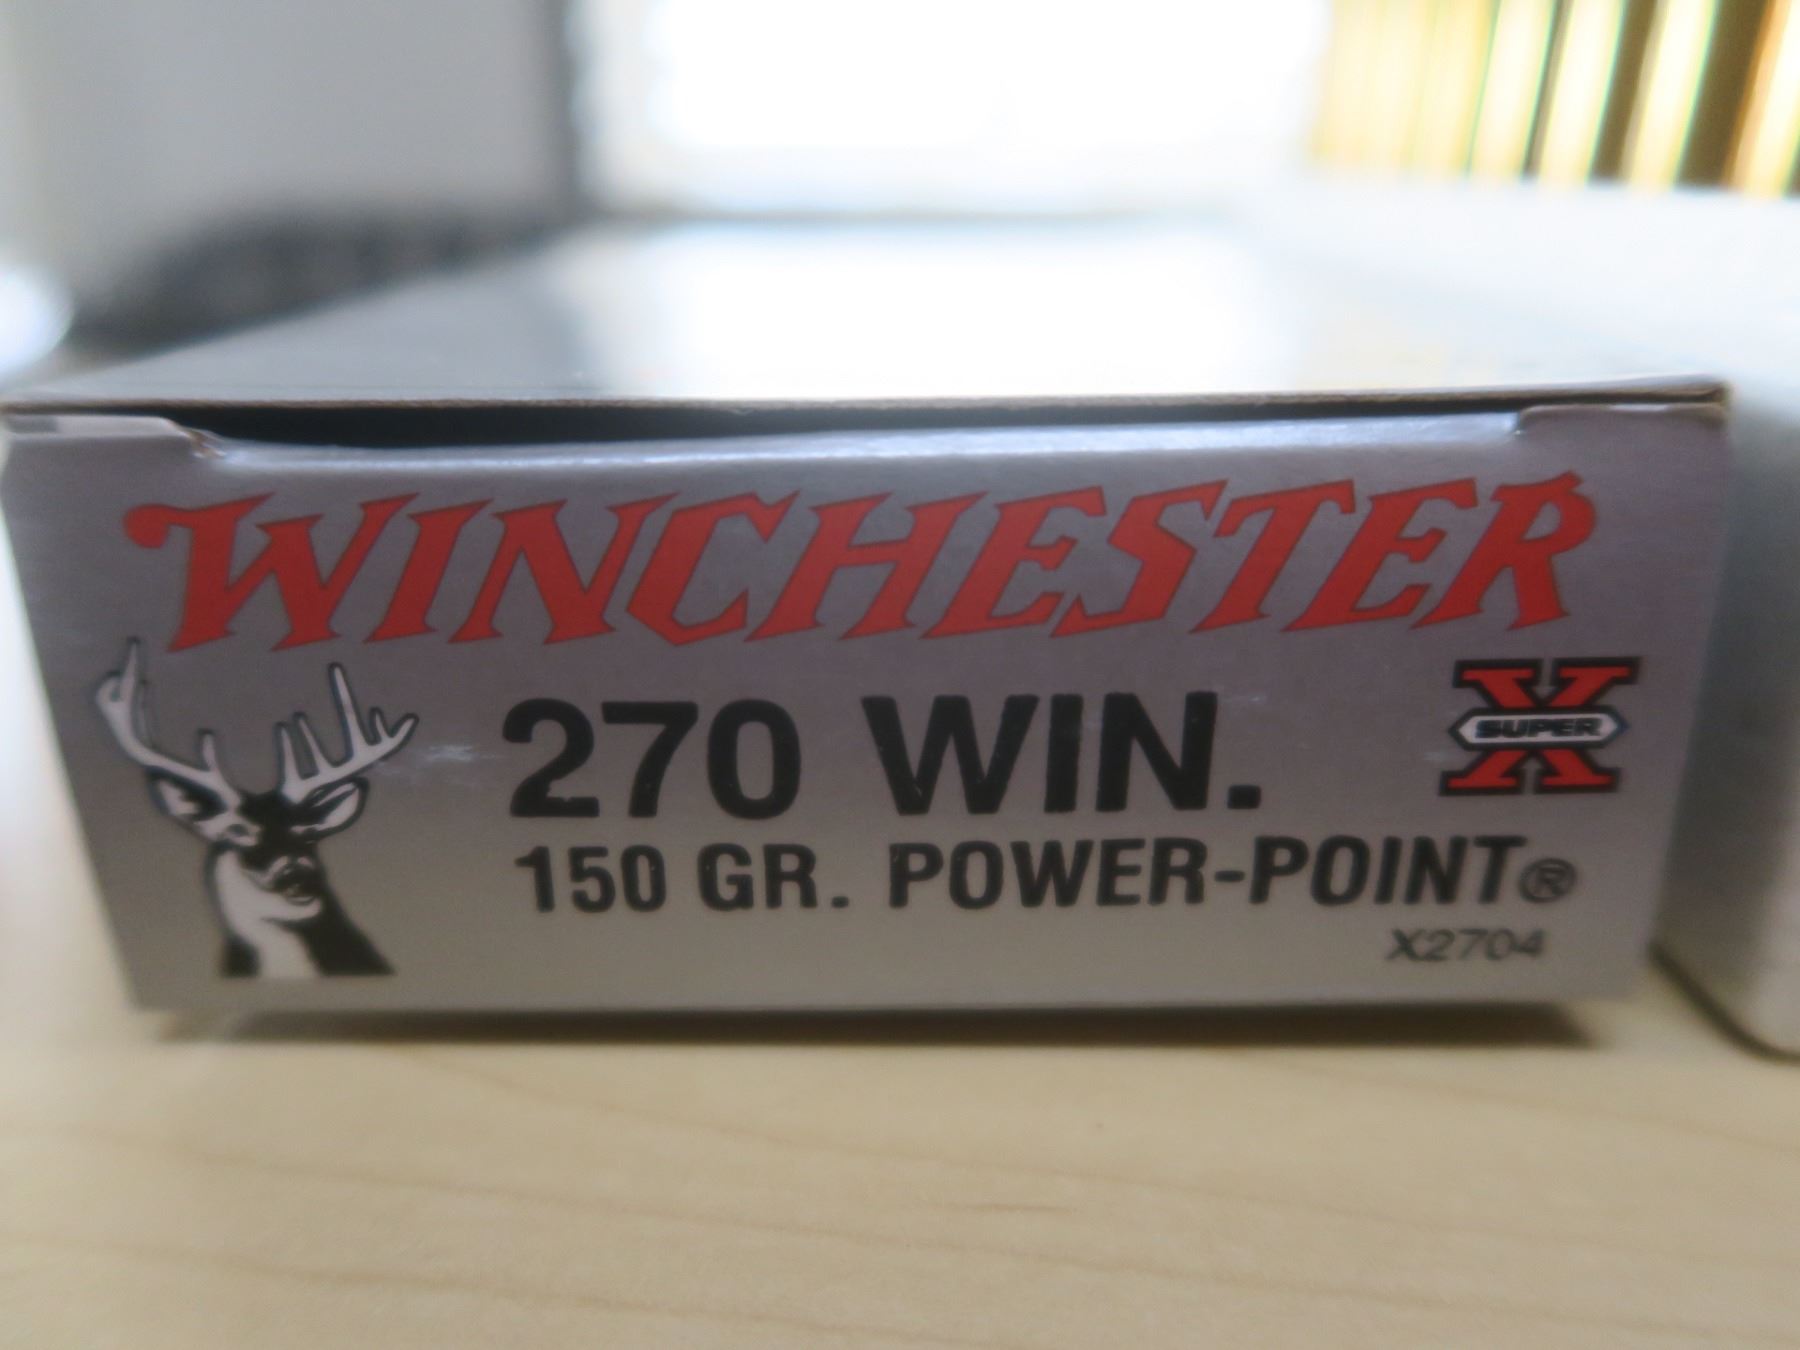 WINCHESTER
270 WIN.
SUPER X
150 GR. POWER-POINT®
X2704